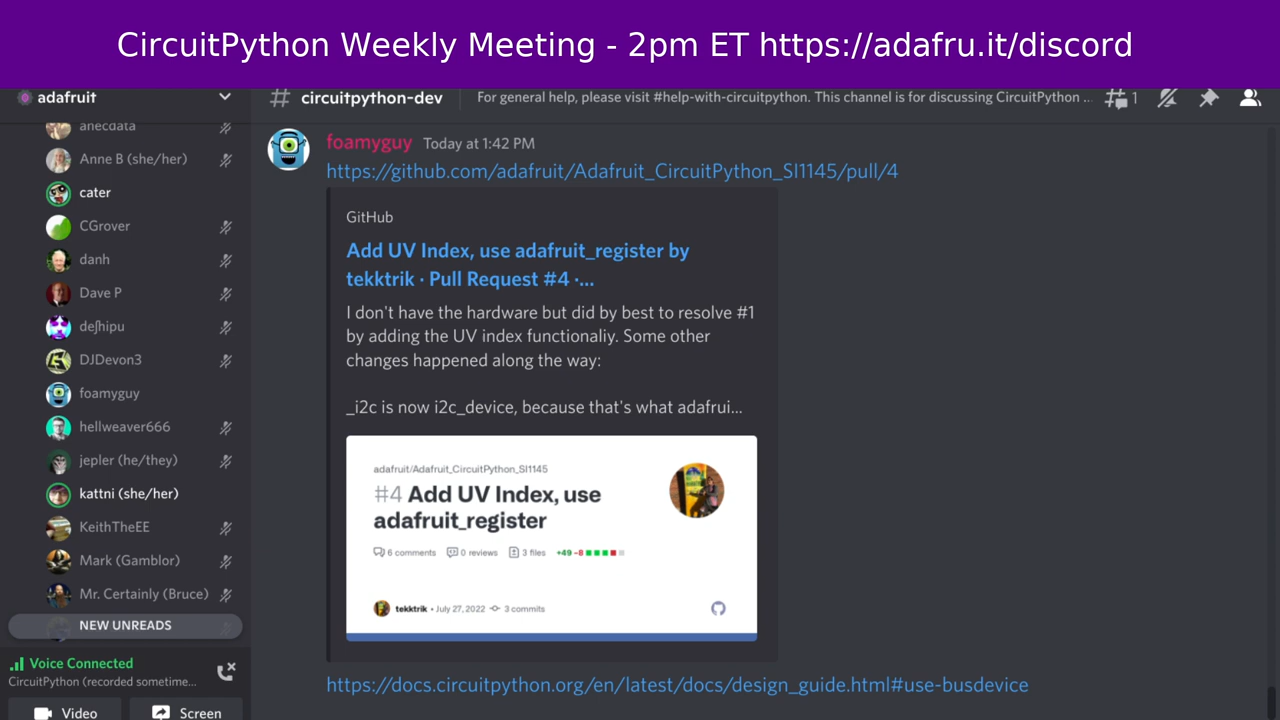 CircuitPython Weekly Meeting - 2pm ET https://adafru.it/discord
adafruit
# circuitpython-dev
For general help, please visit #help-with-circuitpython. This channel is for discussing CircuitPython ...
1
anecdata
Anne B (she/her)
cater
CGrover
danh
Dave P
deʃhipu
DJDevon3
foamyguy
hellweaver666
jepler (he/they)
kattni (she/her)
KeithTheEE
Mark (Gamblor)
Mr. Certainly (Bruce)
NEW UNREADS
Voice Connected
CircuitPython (recorded sometime...
Video
Screen
foamyguy Today at 1:42 PM
https://github.com/adafruit/Adafruit_CircuitPython_SI1145/pull/4
GitHub
Add UV Index, use adafruit_register by
tekktrik · Pull Request #4 ·...
I don't have the hardware but did by best to resolve #1
by adding the UV index functionaliy. Some other
changes happened along the way:
_i2c is now i2c_device, because that's what adafrui...
adafruit/Adafruit_CircuitPython_SI1145
#4 Add UV Index, use
adafruit_register
6 comments 0 reviews 3 files +49 -8
tekktrik • July 27, 2022 3 commits
https://docs.circuitpython.org/en/latest/docs/design_guide.html#use-busdevice